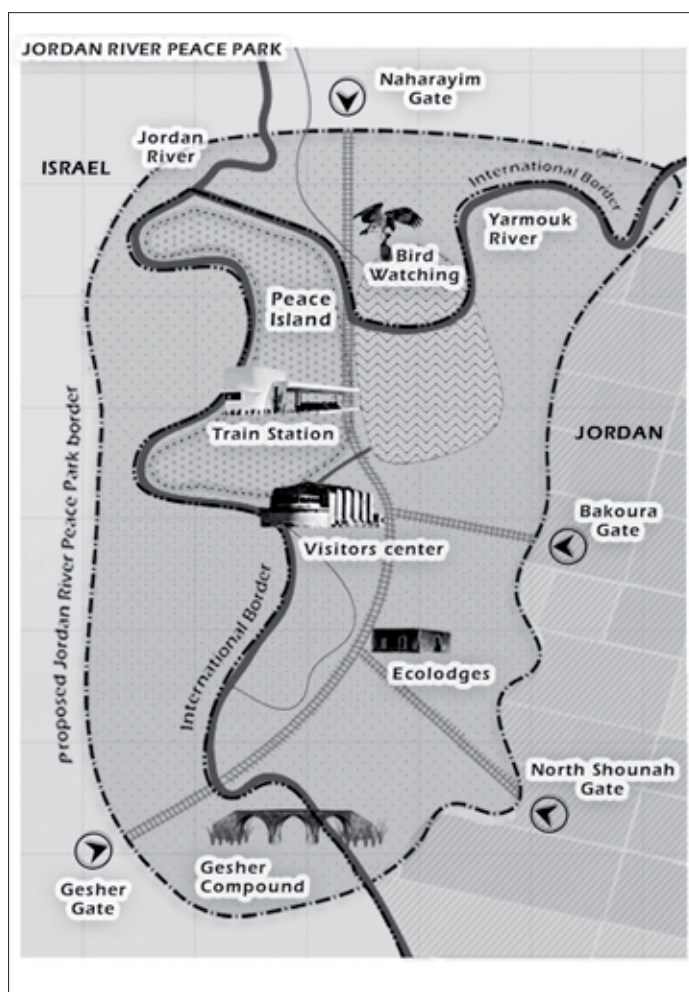 JORDAN RIVER PEACE PARK
Naharayim
Gate
Jordan
River
ISRAEL
International
Border
Yarmouk
River
Bird
Watching
Peace
Island
Train Station
JORDAN
proposed Jordan River Peace Park border
Bakoura
Gate
Visitors center
International Border
Ecolodges
North Shounah
Gate
Gesher
Compound
Gesher
Gate